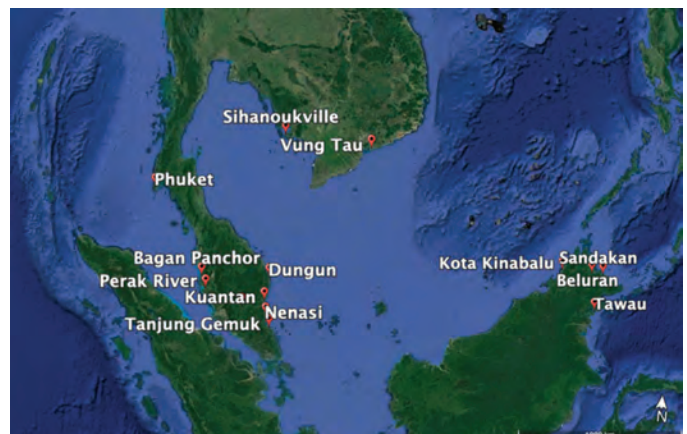 Sihanoukville
Vung Tau
Phuket
Bagan Panchor
Dungun
Perak River
Kuantan
Nenasi
Tanjung Gemuk
Kota Kinabalu
Sandakan
Beluran
Tawau
N